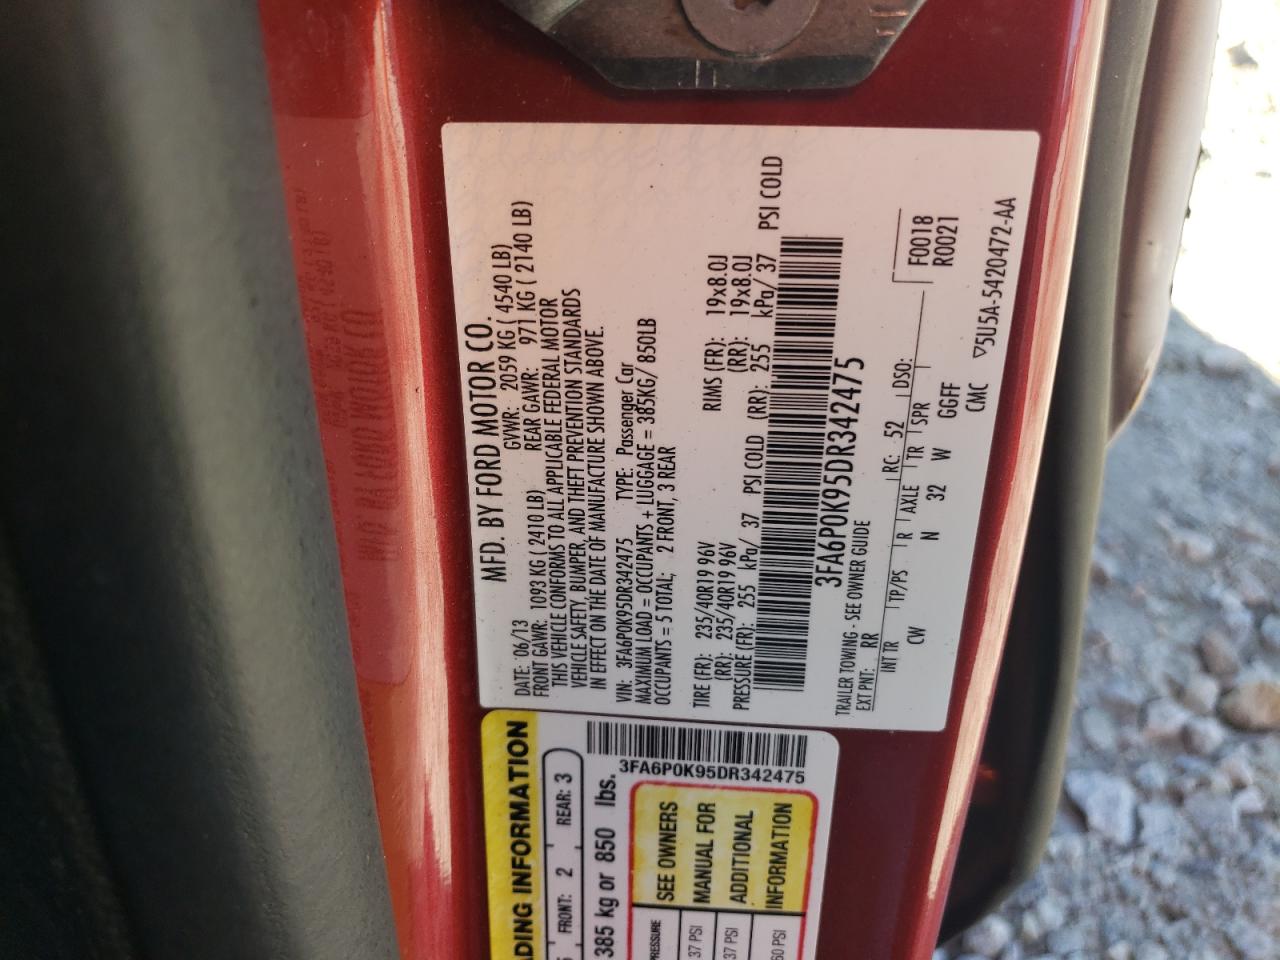 MFD. BY FORD MOTOR CO.
DATE: 06/13 GVWR: 2059 KG ( 4540 LB)
FRONT GAWR: 1093 KG ( 2410 LB) REAR GAWR: 971 KG ( 2140 LB)
THIS VEHICLE CONFORMS TO ALL APPLICABLE FEDERAL MOTOR
VEHICLE SAFETY, BUMPER, AND THEFT PREVENTION STANDARDS
IN EFFECT ON THE DATE OF MANUFACTURE SHOWN ABOVE.
VIN: 3FA6P0K95DR342475 TYPE: Passenger Car
MAXIMUM LOAD = OCCUPANTS + LUGGAGE = 385KG/ 850LB
OCCUPANTS = 5 TOTAL; 2 FRONT, 3 REAR
TIRE (FR): 235/40R19 96V RIMS (FR): 19x8.0J
(RR): 235/40R19 96V (RR): 19x8.0J
PRESSURE (FR): 255 kPa/ 37 PSI COLD (RR): 255 kPa/ 37 PSI COLD
3FA6P0K95DR342475
TRAILER TOWING - SEE OWNER GUIDE
EXT PNT: RR RC: 52 DSO: F0018
R0021
INT TR TP/PS R AXLE TR SPR
CW N 32 W GGFF
CMC ▽5U5A-5420472-AA
ADING INFORMATION
FRONT: 2 REAR: 3
385 kg or 850 lbs.
3FA6P0K95DR342475
PRESSURE
37 PSI
37 PSI
60 PSI
SEE OWNERS
MANUAL FOR
ADDITIONAL
INFORMATION